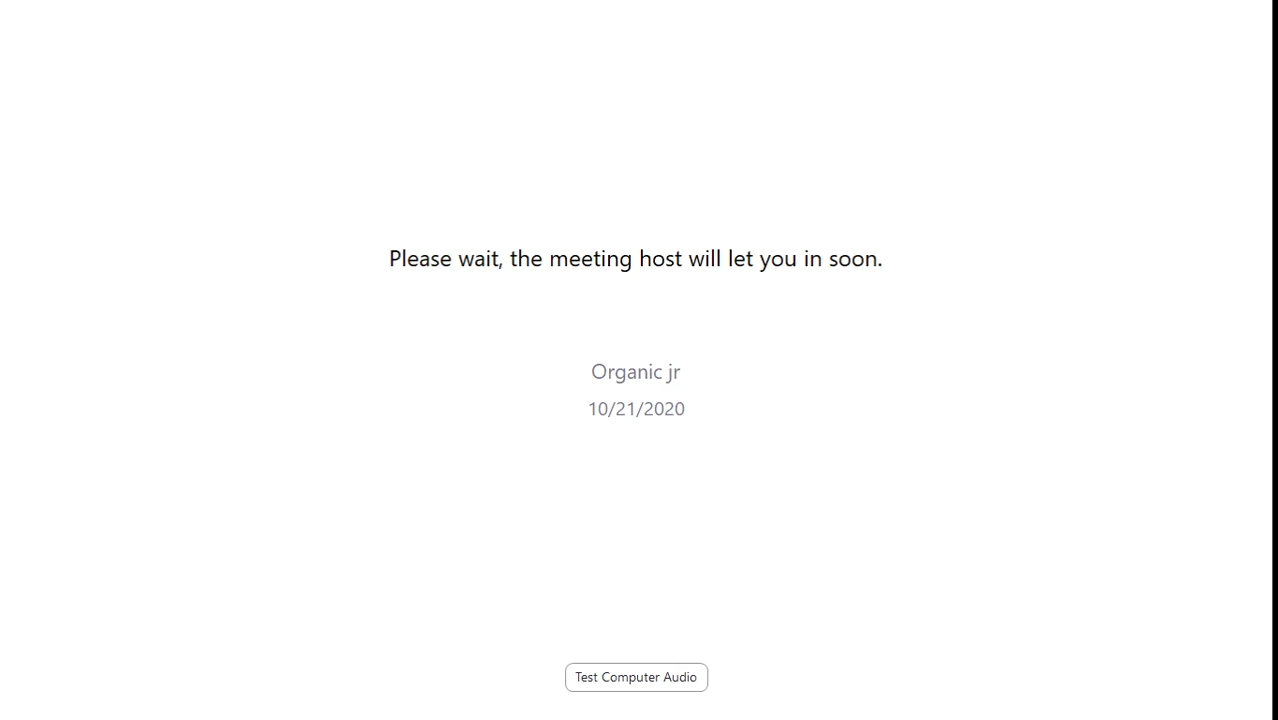 Please wait, the meeting host will let you in soon.
Organic jr
10/21/2020
Test Computer Audio